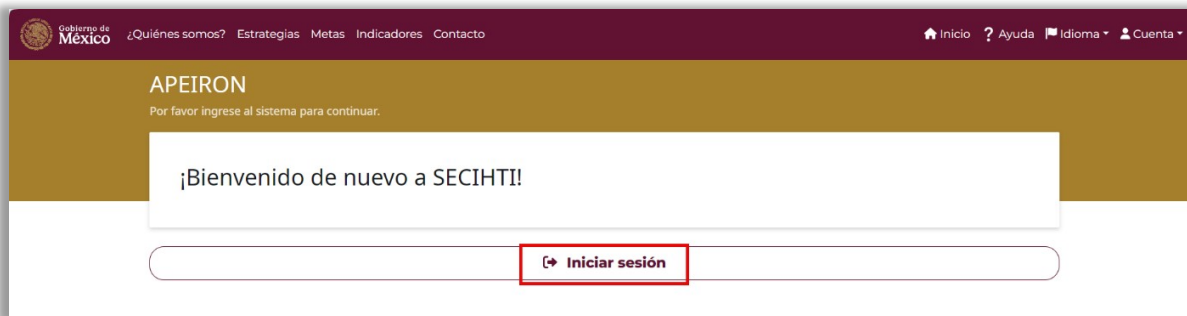 Gobierno de
México
¿Quiénes somos? Estrategias Metas Indicadores Contacto Inicio Ayuda Idioma Cuenta
APEIRON
Por favor ingrese al sistema para continuar.
¡Bienvenido de nuevo a SECIHTI!
Iniciar sesión